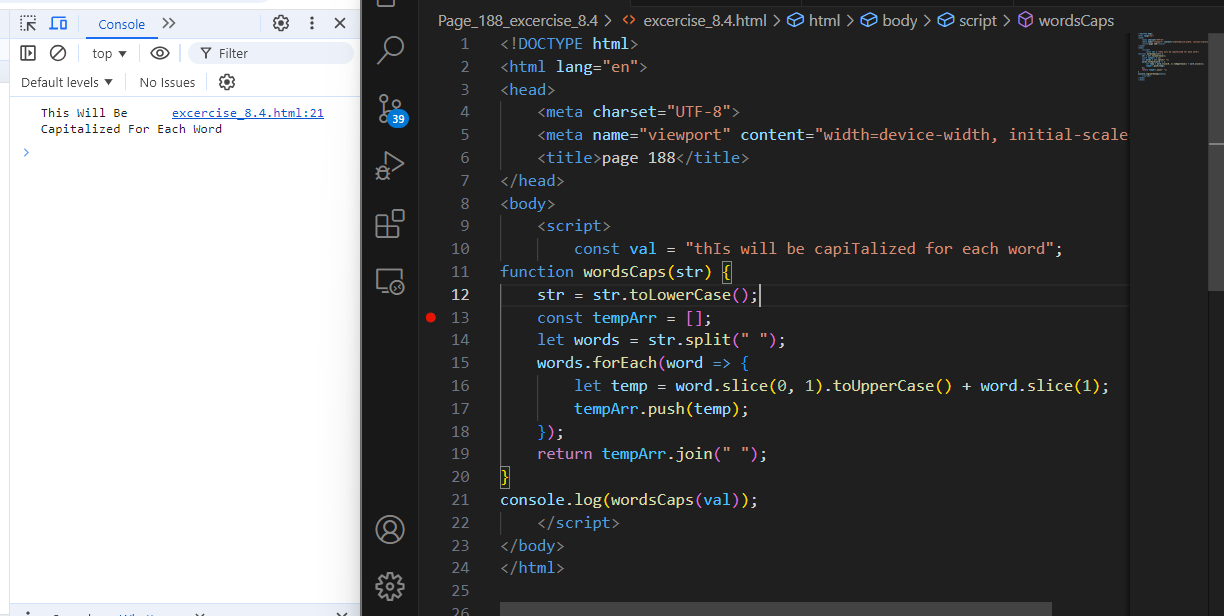 Console
top
Filter
Default levels
No Issues
This Will Be excercise_8.4.html:21
Capitalized For Each Word
39
Page_188_excercise_8.4 > excercise_8.4.html > html > body > script > wordsCaps
1 <!DOCTYPE html>
2 <html lang="en">
3 <head>
4 <meta charset="UTF-8">
5 <meta name="viewport" content="width=device-width, initial-scale
6 <title>page 188</title>
7 </head>
8 <body>
9 <script>
10 const val = "thIs will be capiTalized for each word";
11 function wordsCaps(str) {
12 str = str.toLowerCase();
13 const tempArr = [];
14 let words = str.split(" ");
15 words.forEach(word => {
16 let temp = word.slice(0, 1).toUpperCase() + word.slice(1);
17 tempArr.push(temp);
18 });
19 return tempArr.join(" ");
20 }
21 console.log(wordsCaps(val));
22 </script>
23 </body>
24 </html>
25
26